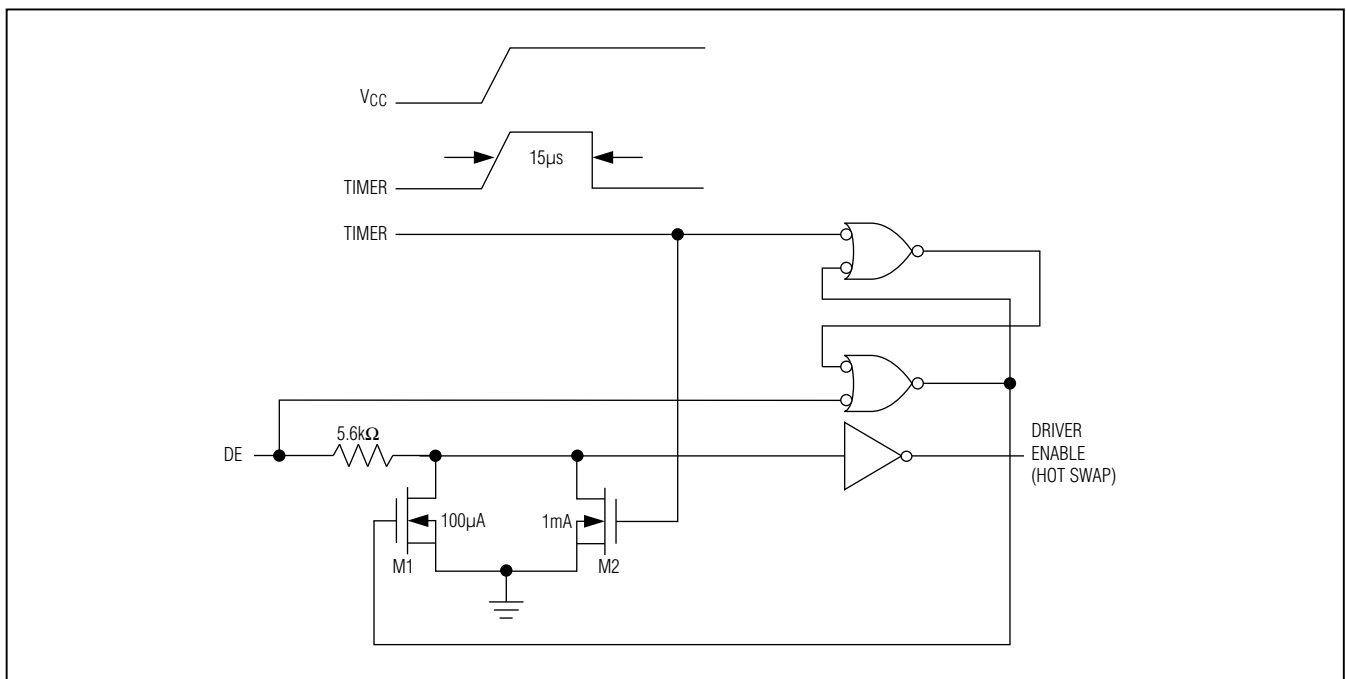 VCC
15µs
TIMER
TIMER
5.6kΩ
DE
DRIVER
ENABLE
(HOT SWAP)
100µA
1mA
M1
M2